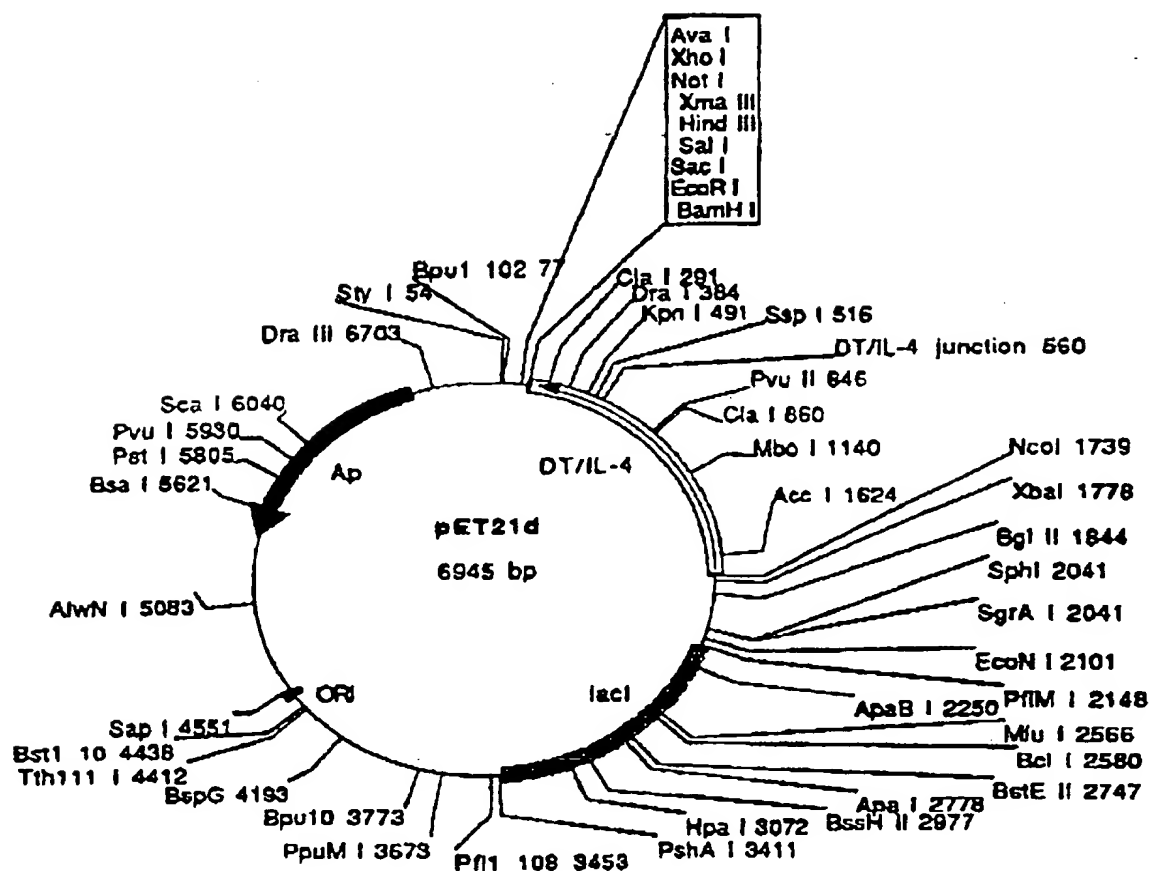 Ava I
Xho I
Not I
Xma III
Hind III
Sal I
Sac I
EcoR I
BamH I
Bpu1 102 77
Sty I 54
Dra III 6703
Cla I 291
Dra I 384
Kpn I 491
Ssp I 516
DT/IL-4 junction 560
Pvu II 846
Cla I 860
Mbo I 1140
Acc I 1624
NcoI 1739
XbaI 1778
Bgl II 1844
SphI 2041
SgrA I 2041
EcoN I 2101
PflM I 2148
ApaB I 2250
Mlu I 2566
Bcl I 2580
BstE II 2747
Apa I 2778
BssH II 2977
Hpa I 3072
PshA I 3411
Pfl1 108 3453
PpuM I 3673
Bpu10 3773
BspG 4193
Tth111 I 4412
Bst1 10 4438
Sap I 4551
AlwN I 5083
Bsa I 5621
Pst I 5805
Pvu I 5930
Sca I 6040
Ap
DT/IL-4
pET21d
6945 bp
ORI
lacI